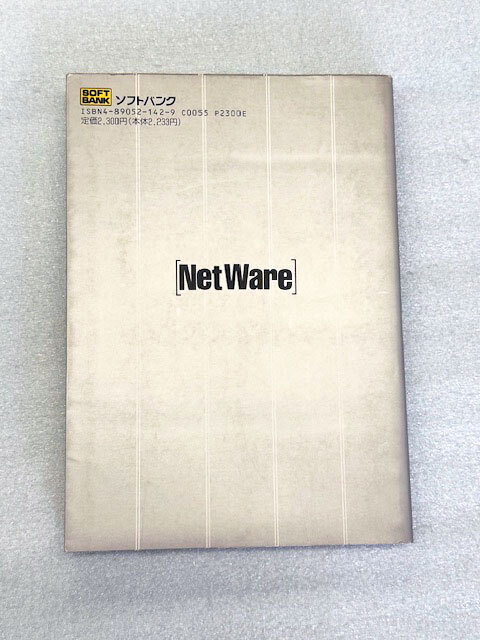 SOFT
BANK ソフトバンク
ISBN4-89052-142-9 C0055 P2300E
定価2,300円(本体2,233円)
[NetWare]